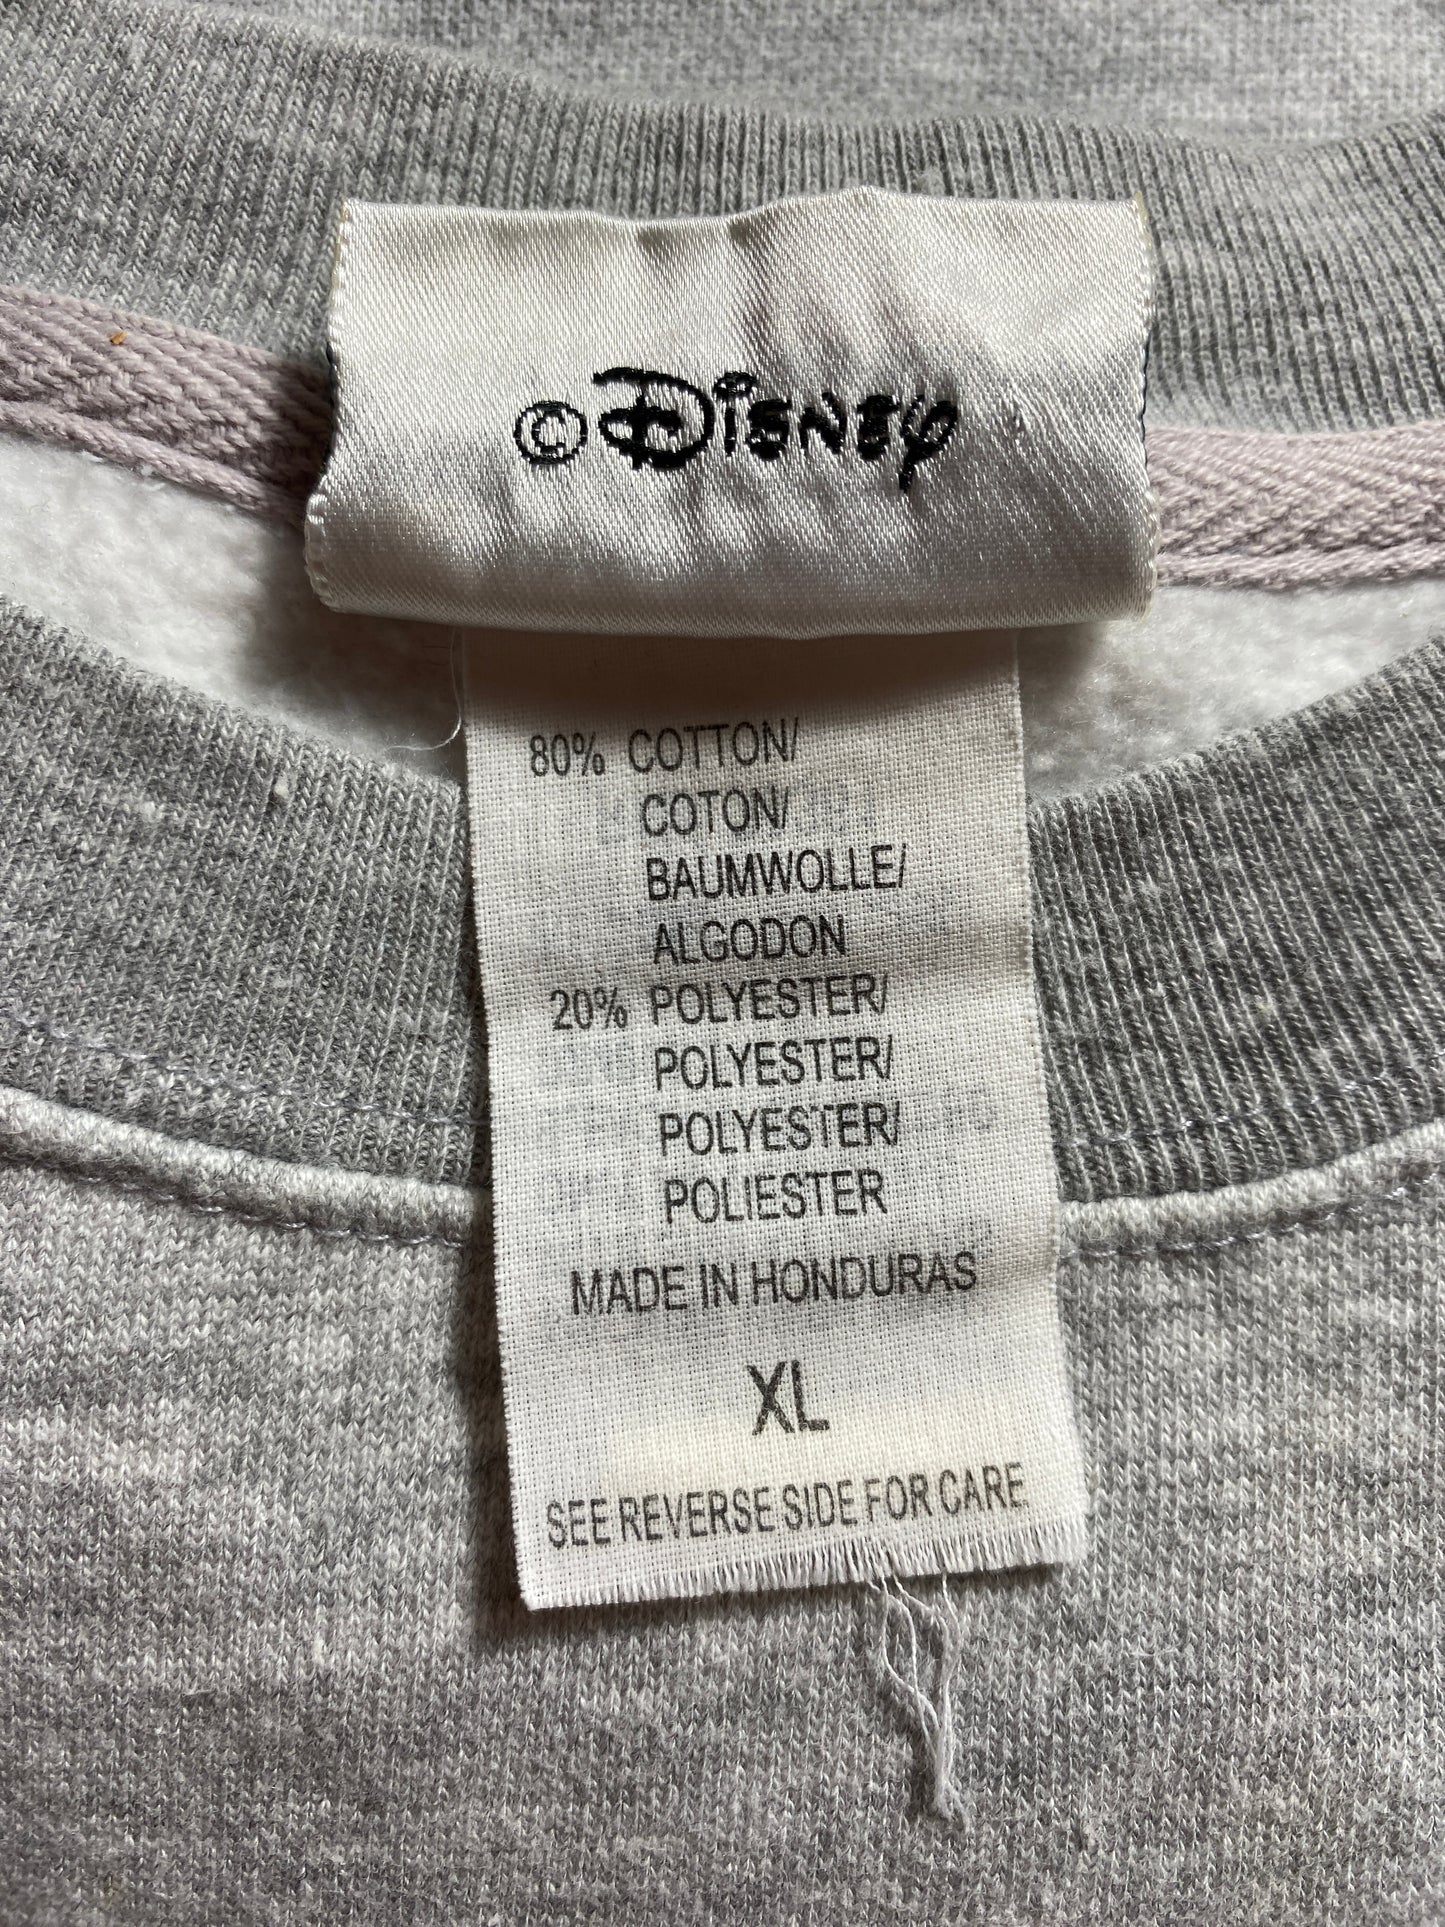 ©Disney
80% COTTON/
COTON/
BAUMWOLLE/
ALGODON
20% POLYESTER/
POLYESTER/
POLYESTER/
POLIESTER
MADE IN HONDURAS
XL
SEE REVERSE SIDE FOR CARE